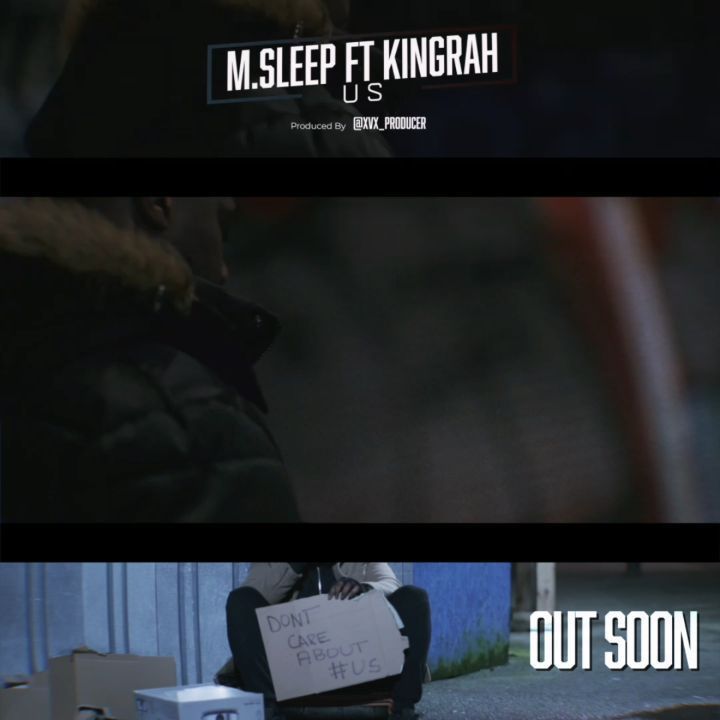 M.SLEEP FT KINGRAH
US
Produced By @XVX_PRODUCER
DONT
CARE
ABOUT
#US
OUT SOON